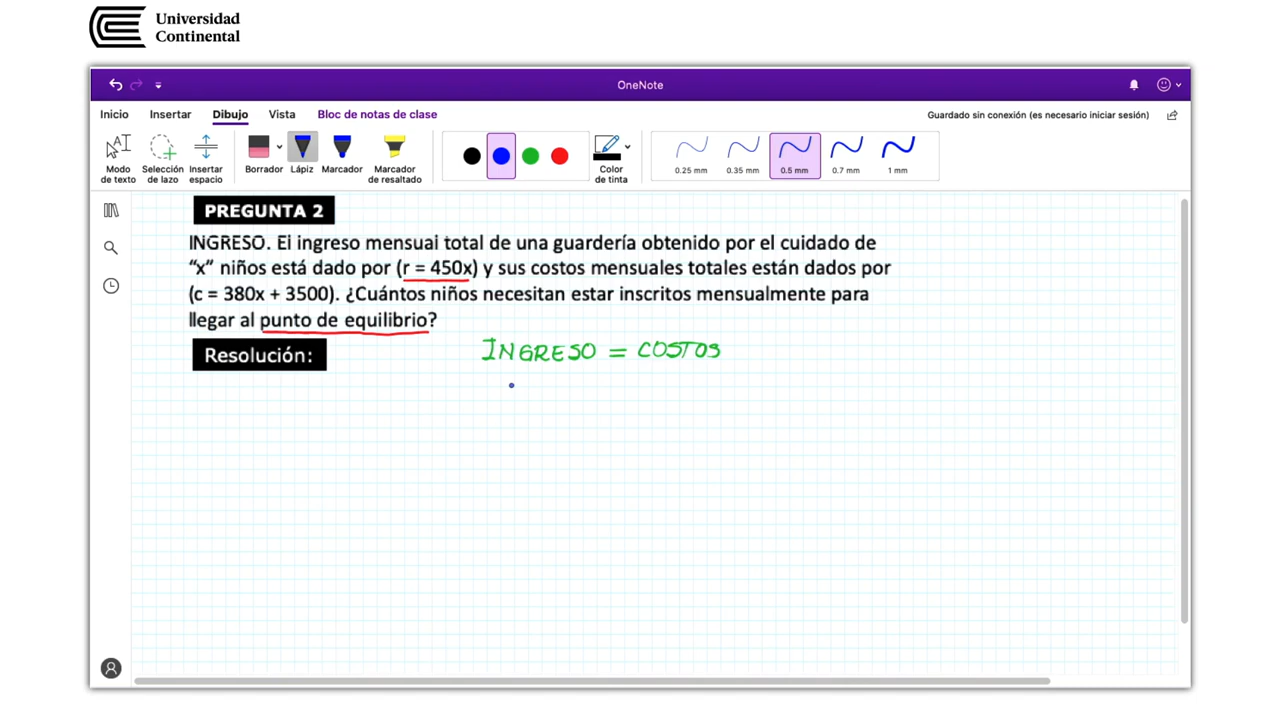 Universidad
Continental
OneNote
Inicio Insertar Dibujo Vista Bloc de notas de clase
Guardado sin conexión (es necesario iniciar sesión)
Modo de texto
Selección de lazo
Insertar espacio
Borrador
Lápiz
Marcador
Marcador de resaltado
Color de tinta
0.25 mm 0.35 mm 0.5 mm 0.7 mm 1 mm
PREGUNTA 2
INGRESO. El ingreso mensual total de una guardería obtenido por el cuidado de
“x” niños está dado por (r = 450x) y sus costos mensuales totales están dados por
(c = 380x + 3500). ¿Cuántos niños necesitan estar inscritos mensualmente para
llegar al punto de equilibrio?
Resolución:
INGRESO = COSTOS